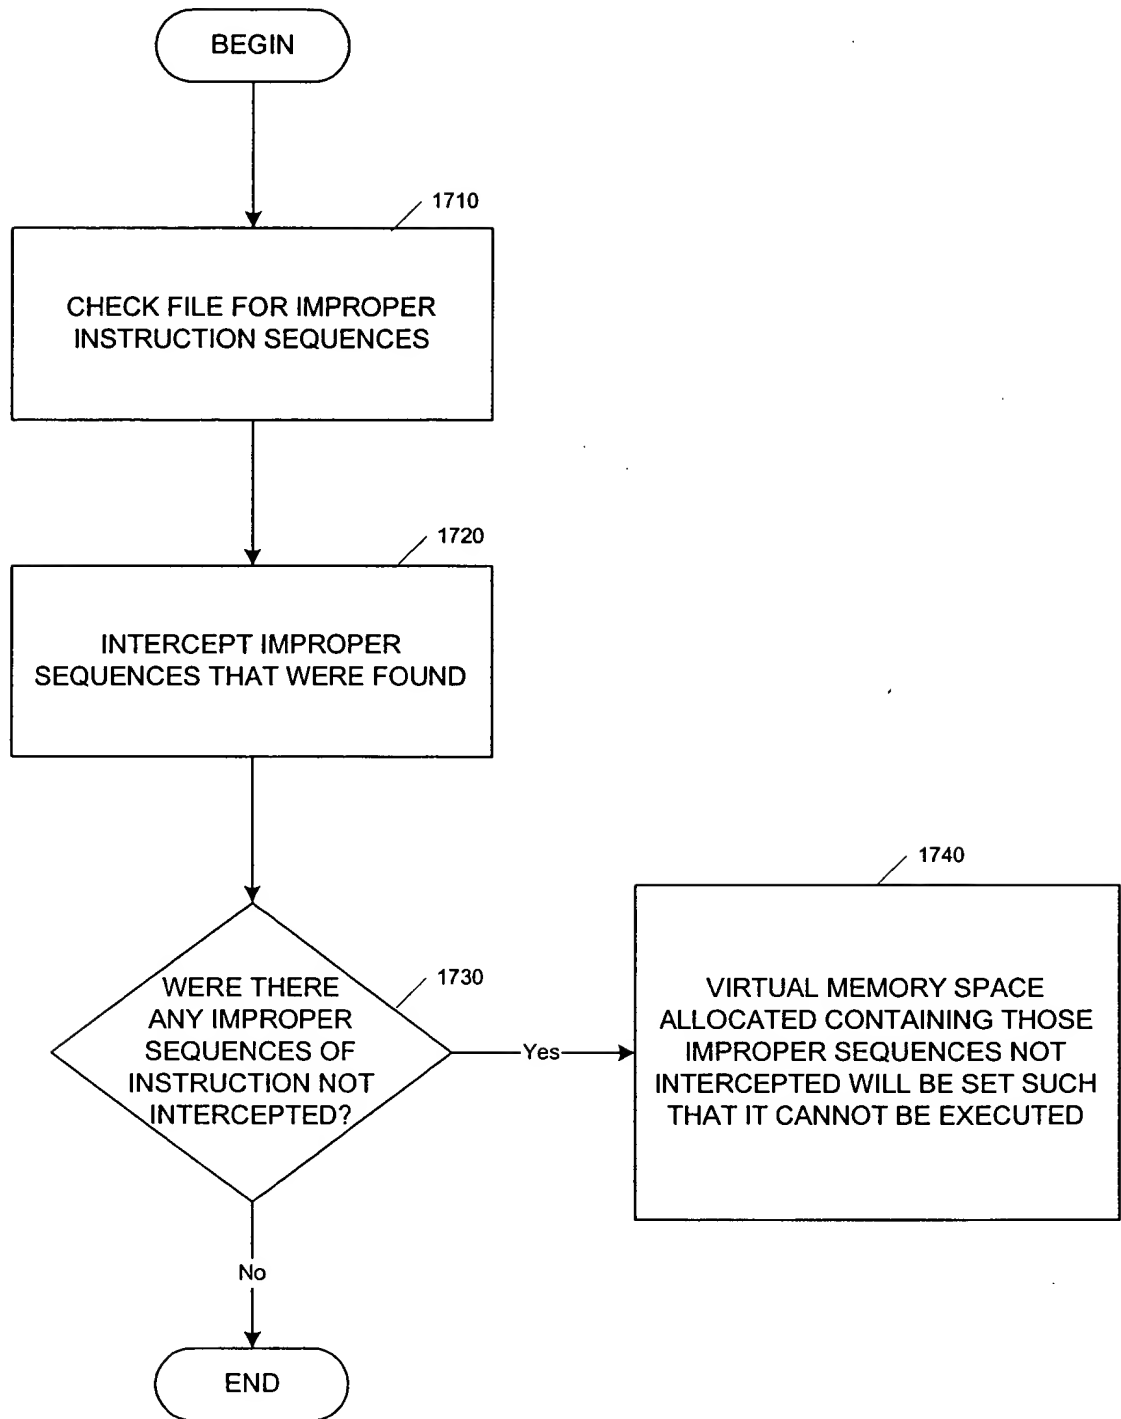 BEGIN
1710
CHECK FILE FOR IMPROPER
INSTRUCTION SEQUENCES
1720
INTERCEPT IMPROPER
SEQUENCES THAT WERE FOUND
1730
WERE THERE
ANY IMPROPER
SEQUENCES OF
INSTRUCTION NOT
INTERCEPTED?
Yes
1740
VIRTUAL MEMORY SPACE
ALLOCATED CONTAINING THOSE
IMPROPER SEQUENCES NOT
INTERCEPTED WILL BE SET SUCH
THAT IT CANNOT BE EXECUTED
No
END